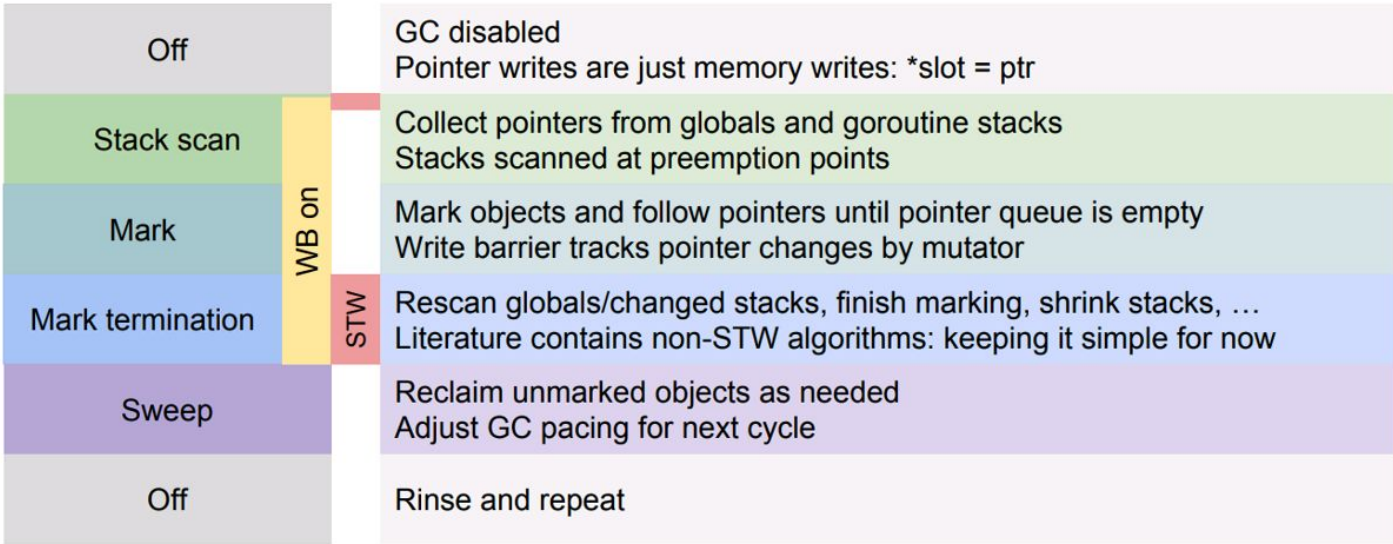 Off
GC disabled
Pointer writes are just memory writes: *slot = ptr
Stack scan
Collect pointers from globals and goroutine stacks
Stacks scanned at preemption points
WB on
Mark
Mark objects and follow pointers until pointer queue is empty
Write barrier tracks pointer changes by mutator
Mark termination
STW
Rescan globals/changed stacks, finish marking, shrink stacks, …
Literature contains non-STW algorithms: keeping it simple for now
Sweep
Reclaim unmarked objects as needed
Adjust GC pacing for next cycle
Off
Rinse and repeat